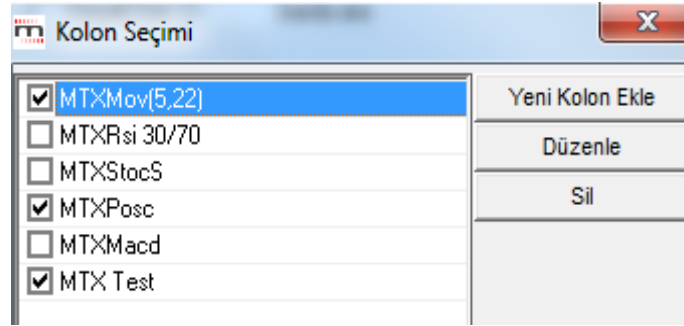 Kolon Seçimi
MTXMov(5,22)
MTXRsi 30/70
MTXStocS
MTXPosc
MTXMacd
MTX Test
Yeni Kolon Ekle
Düzenle
Sil